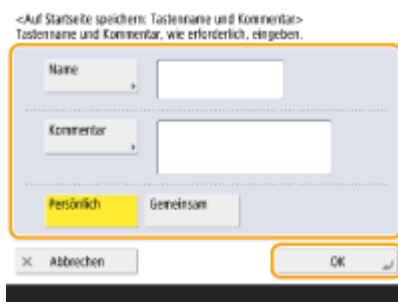 <Auf Startseite speichern: Tastenname und Kommentar>
Tastenname und Kommentar, wie erforderlich, eingeben.
Name
Kommentar
Persönlich Gemeinsam
× Abbrechen OK